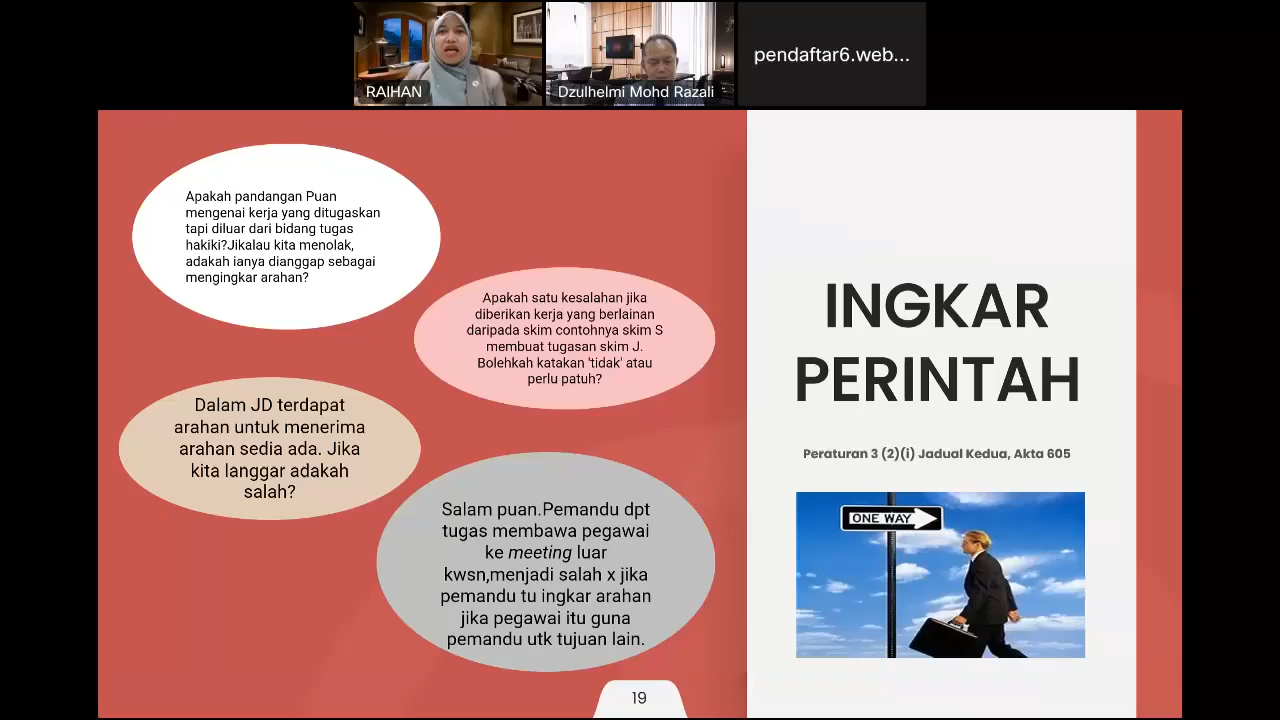 RAIHAN
Dzulhelmi Mohd Razali
pendaftar6.web...
Apakah pandangan Puan
mengenai kerja yang ditugaskan
tapi diluar dari bidang tugas
hakiki?Jikalau kita menolak,
adakah ianya dianggap sebagai
mengingkar arahan?
Apakah satu kesalahan jika
diberikan kerja yang berlainan
daripada skim contohnya skim S
membuat tugasan skim J.
Bolehkah katakan 'tidak' atau
perlu patuh?
Dalam JD terdapat
arahan untuk menerima
arahan sedia ada. Jika
kita langgar adakah
salah?
Salam puan.Pemandu dpt
tugas membawa pegawai
ke meeting luar
kwsn,menjadi salah x jika
pemandu tu ingkar arahan
jika pegawai itu guna
pemandu utk tujuan lain.
INGKAR
PERINTAH
Peraturan 3 (2)(i) Jadual Kedua, Akta 605
ONE WAY
19